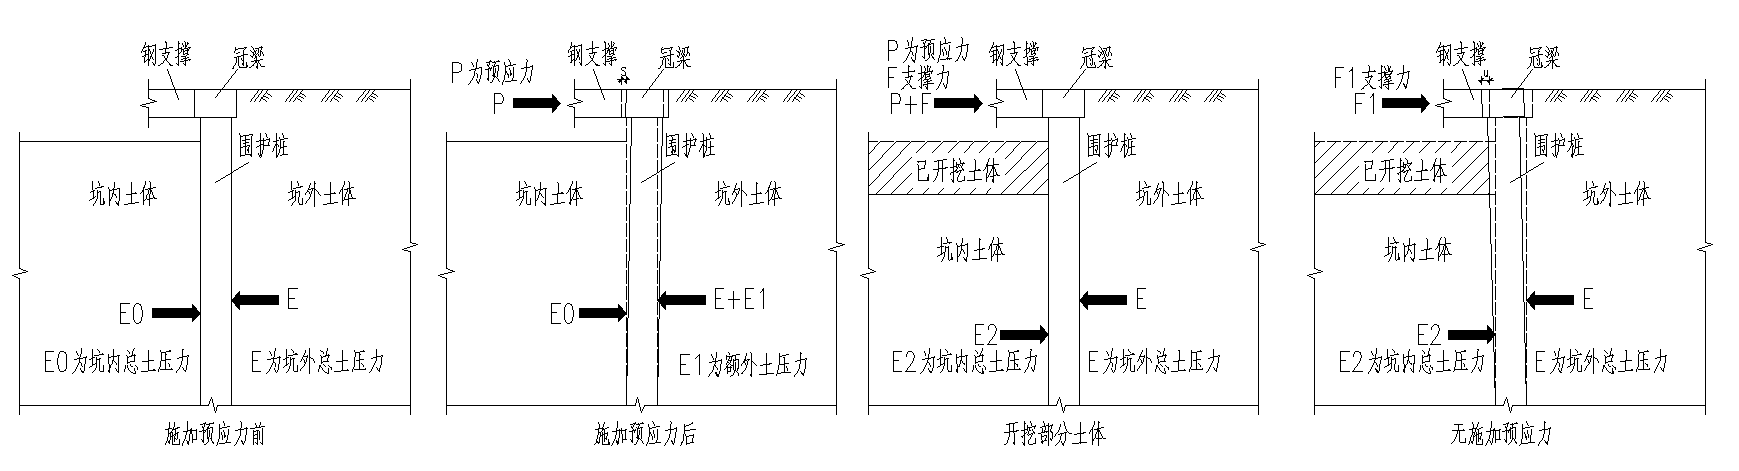 钢支撑
冠梁
围护桩
坑内土体
坑外土体
E0
E
E0为坑内总土压力
E为坑外总土压力
施加预应力前
P为预应力
P
钢支撑
S
冠梁
围护桩
坑内土体
坑外土体
E0
E+E1
E1为额外土压力
施加预应力后
P为预应力
F支撑力
P+F
钢支撑
冠梁
围护桩
已开挖土体
坑外土体
坑内土体
E
E2
E2为坑内总土压力
E为坑外总土压力
开挖部分土体
F1支撑力
F1
钢支撑
冠梁
围护桩
已开挖土体
坑外土体
坑内土体
E
E2
E2为坑内总土压力
E为坑外总土压力
无施加预应力